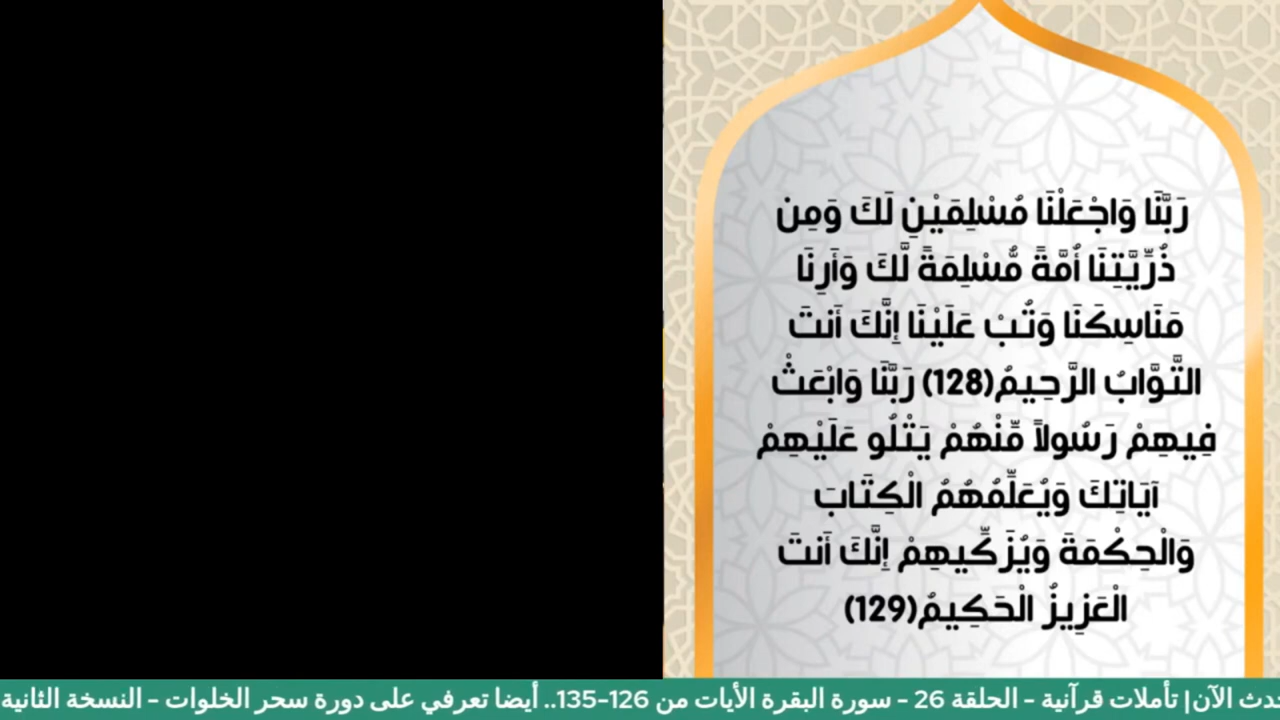 رَبَّنَا وَاجْعَلْنَا مُسْلِمَيْنِ لَكَ وَمِن
ذُرِّيَّتِنَا أُمَّةً مُّسْلِمَةً لَّكَ وَأَرِنَا
مَنَاسِكَنَا وَتُبْ عَلَيْنَا إِنَّكَ أَنتَ
التَّوَّابُ الرَّحِيمُ(128) رَبَّنَا وَابْعَثْ
فِيهِمْ رَسُولاً مِّنْهُمْ يَتْلُو عَلَيْهِمْ
آيَاتِكَ وَيُعَلِّمُهُمُ الْكِتَابَ
وَالْحِكْمَةَ وَيُزَكِّيهِمْ إِنَّكَ أَنتَ
الْعَزِيزُ الْحَكِيمُ(129)
الآن| تأملات قرآنية - الحلقة 26 - سورة البقرة الأيات من 126-135.. أيضا تعرفي على دورة سحر الخلوات - النسخة الثانية